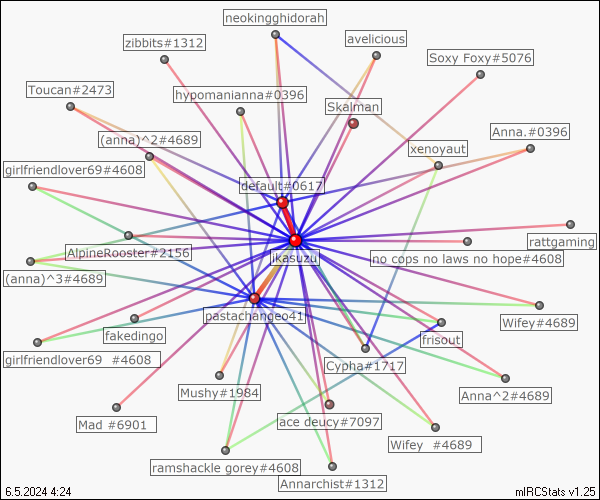 neokingghidorah
zibbits#1312
avelicious
Soxy Foxy#5076
Toucan#2473
hypomanianna#0396
Skalman
Anna.#0396
(anna)^2#4689
xenoyaut
girlfriendlover69#4608
default#0617
rattgaming
AlpineRooster#2156
likasuzu
no cops no laws no hope#4608
(anna)^3#4689
pastachangeo41
Wifey#4689
fakedingo
frisout
girlfriendlover69 #4608
Cypha#1717
Mushy#1984
Anna^2#4689
Mad #6901
ace deucy#7097
Wifey #4689
ramshackle gorey#4608
Annarchist#1312
6.5.2024 4:24
mIRCStats v1.25